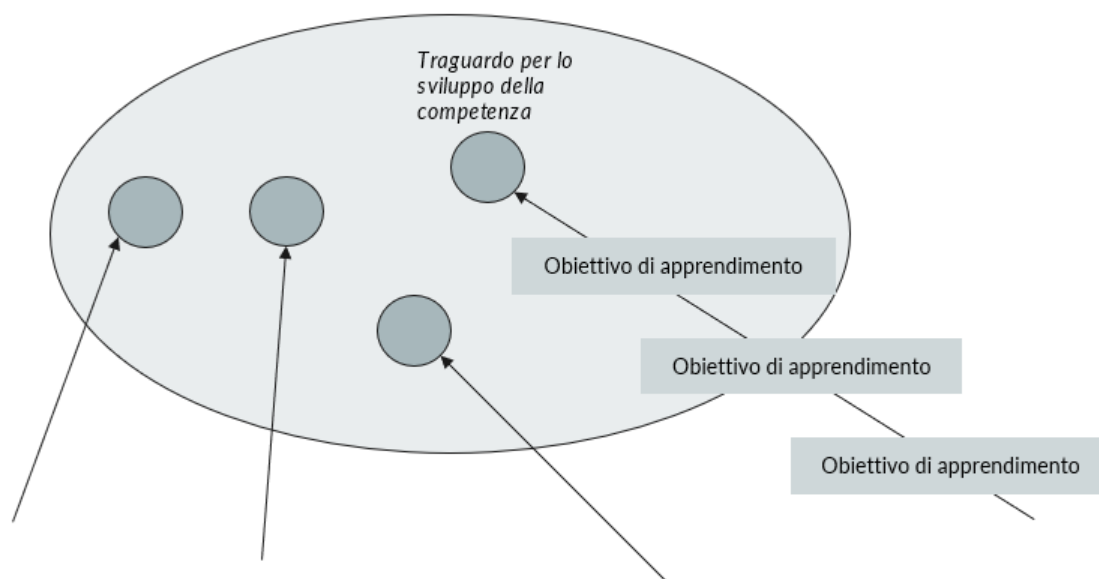 Traguardo per lo
sviluppo della
competenza
Obiettivo di apprendimento
Obiettivo di apprendimento
Obiettivo di apprendimento